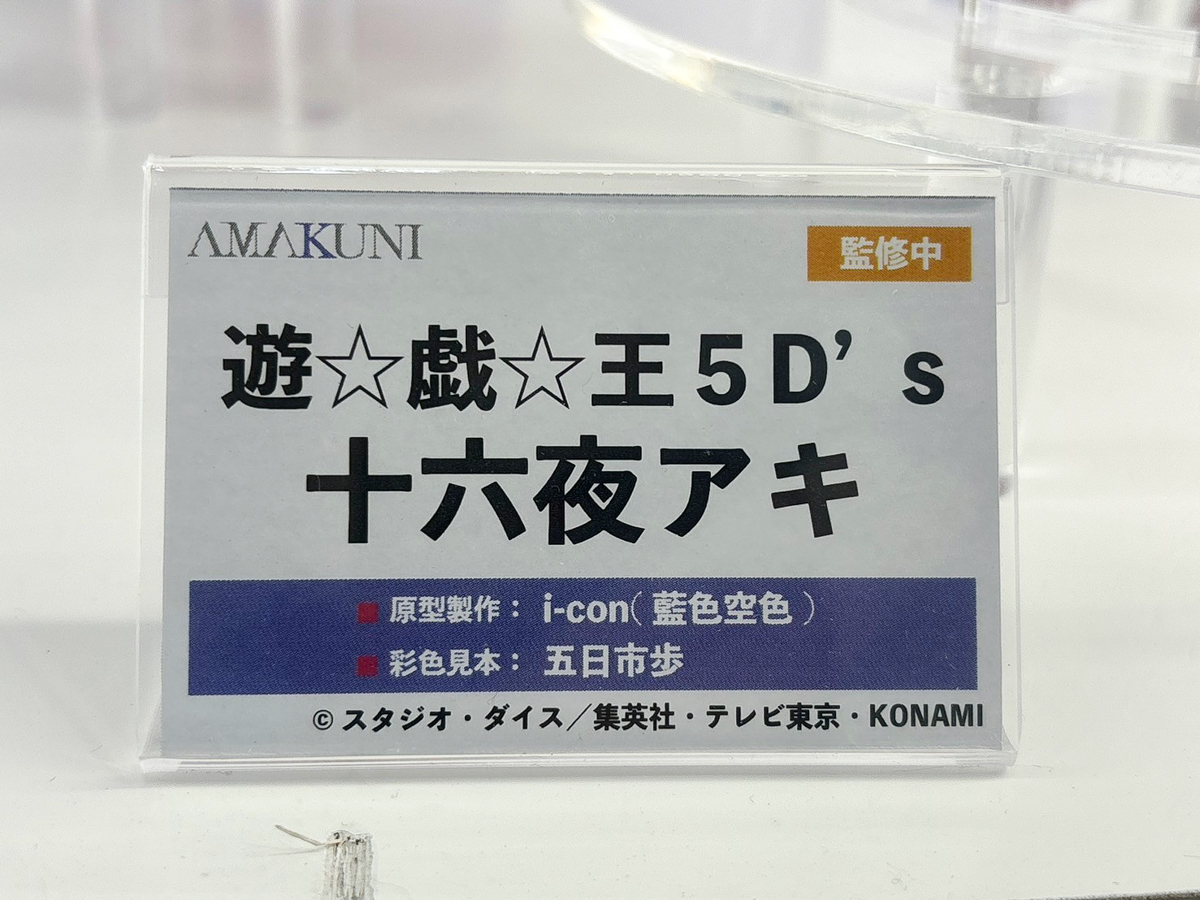 AMAKUNI
監修中
遊☆戯☆王5D's
十六夜アキ
■ 原型製作： i-con(藍色空色)
■ 彩色見本： 五日市歩
© スタジオ・ダイス／集英社・テレビ東京・KONAMI